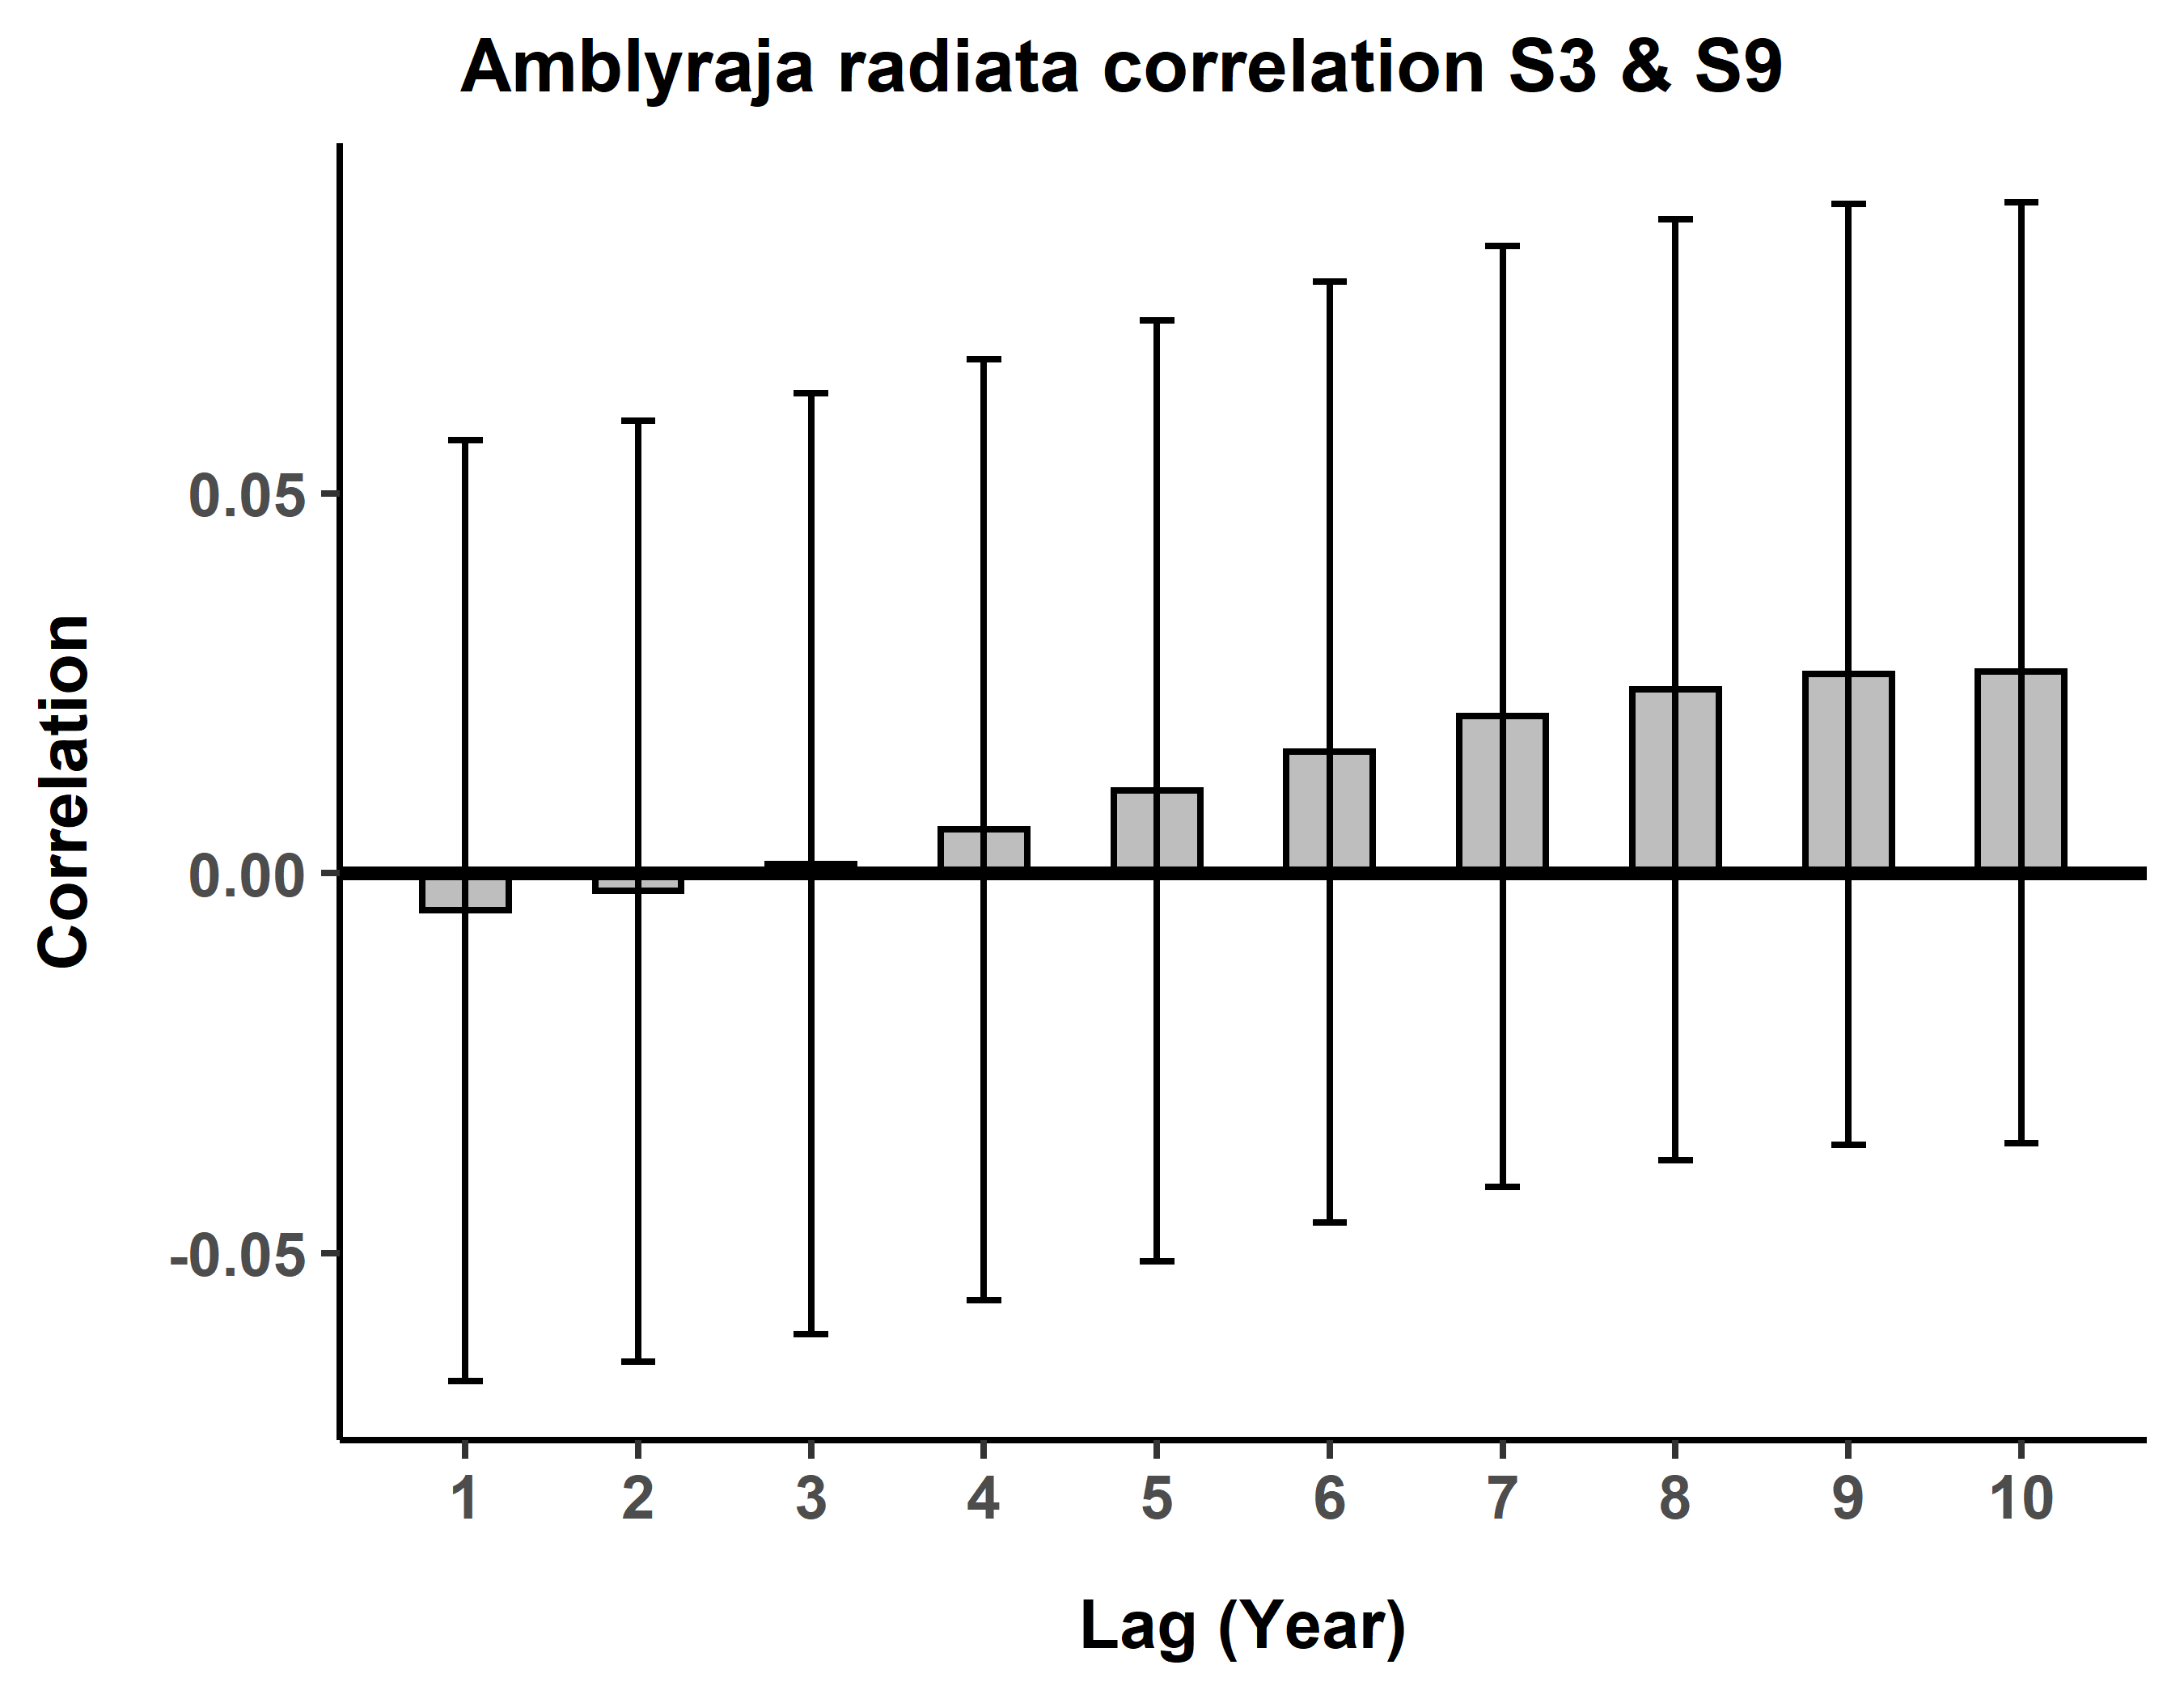 Amblyraja radiata correlation S3 & S9
Correlation
0.05
0.00
-0.05
1 2 3 4 5 6 7 8 9 10
Lag (Year)